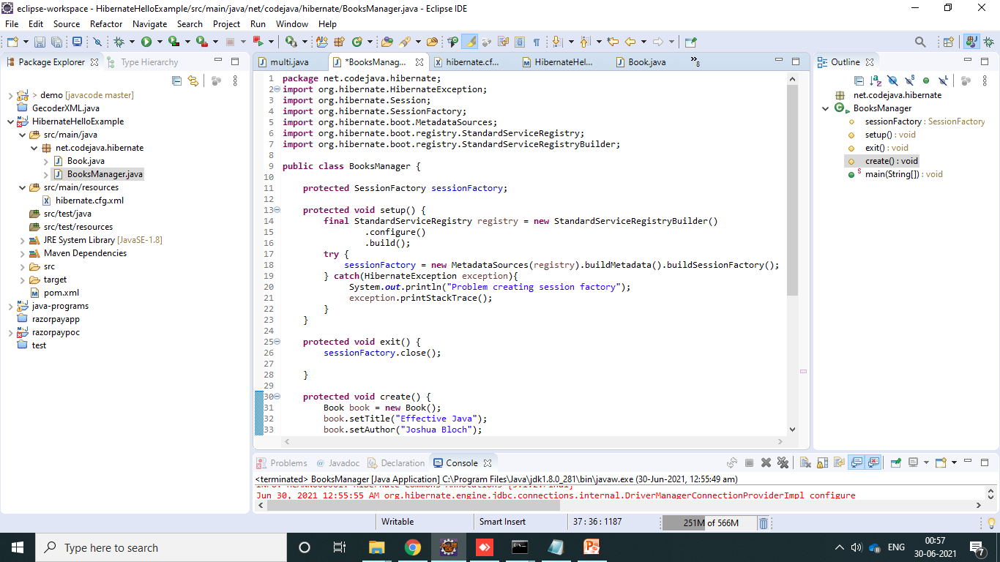 eclipse-workspace - HibernateHelloExample/src/main/java/net/codejava/hibernate/BooksManager.java - Eclipse IDE
File Edit Source Refactor Navigate Search Project Run Window Help
Package Explorer
Type Hierarchy
> demo [javacode master]
GecoderXML.java
HibernateHelloExample
src/main/java
net.codejava.hibernate
Book.java
BooksManager.java
src/main/resources
hibernate.cfg.xml
src/test/java
src/test/resources
JRE System Library [JavaSE-1.8]
Maven Dependencies
src
target
pom.xml
java-programs
razorpayapp
razorpaypoc
test
multi.java
*BooksManag...
hibernate.cf...
HibernateHel...
Book.java
»8
1 package net.codejava.hibernate;
2 import org.hibernate.HibernateException;
3 import org.hibernate.Session;
4 import org.hibernate.SessionFactory;
5 import org.hibernate.boot.MetadataSources;
6 import org.hibernate.boot.registry.StandardServiceRegistry;
7 import org.hibernate.boot.registry.StandardServiceRegistryBuilder;
8
9 public class BooksManager {
10
11 protected SessionFactory sessionFactory;
12
13 protected void setup() {
14 final StandardServiceRegistry registry = new StandardServiceRegistryBuilder()
15 .configure()
16 .build();
17 try {
18 sessionFactory = new MetadataSources(registry).buildMetadata().buildSessionFactory();
19 } catch(HibernateException exception){
20 System.out.println("Problem creating session factory");
21 exception.printStackTrace();
22 }
23 }
24
25 protected void exit() {
26 sessionFactory.close();
27
28 }
29
30 protected void create() {
31 Book book = new Book();
32 book.setTitle("Effective Java");
33 book.setAuthor("Joshua Bloch");
Outline
net.codejava.hibernate
BooksManager
sessionFactory : SessionFactory
setup() : void
exit() : void
create() : void
main(String[]) : void
Problems
Javadoc
Declaration
Console
<terminated> BooksManager [Java Application] C:\Program Files\Java\jdk1.8.0_281\bin\javaw.exe (30-Jun-2021, 12:55:49 am)
Jun 30, 2021 12:55:55 AM org.hibernate.engine.jdbc.connections.internal.DriverManagerConnectionProviderImpl configure
Writable
Smart Insert
37 : 36 : 1187
251M of 566M
Type here to search
ENG
00:57
30-06-2021
7